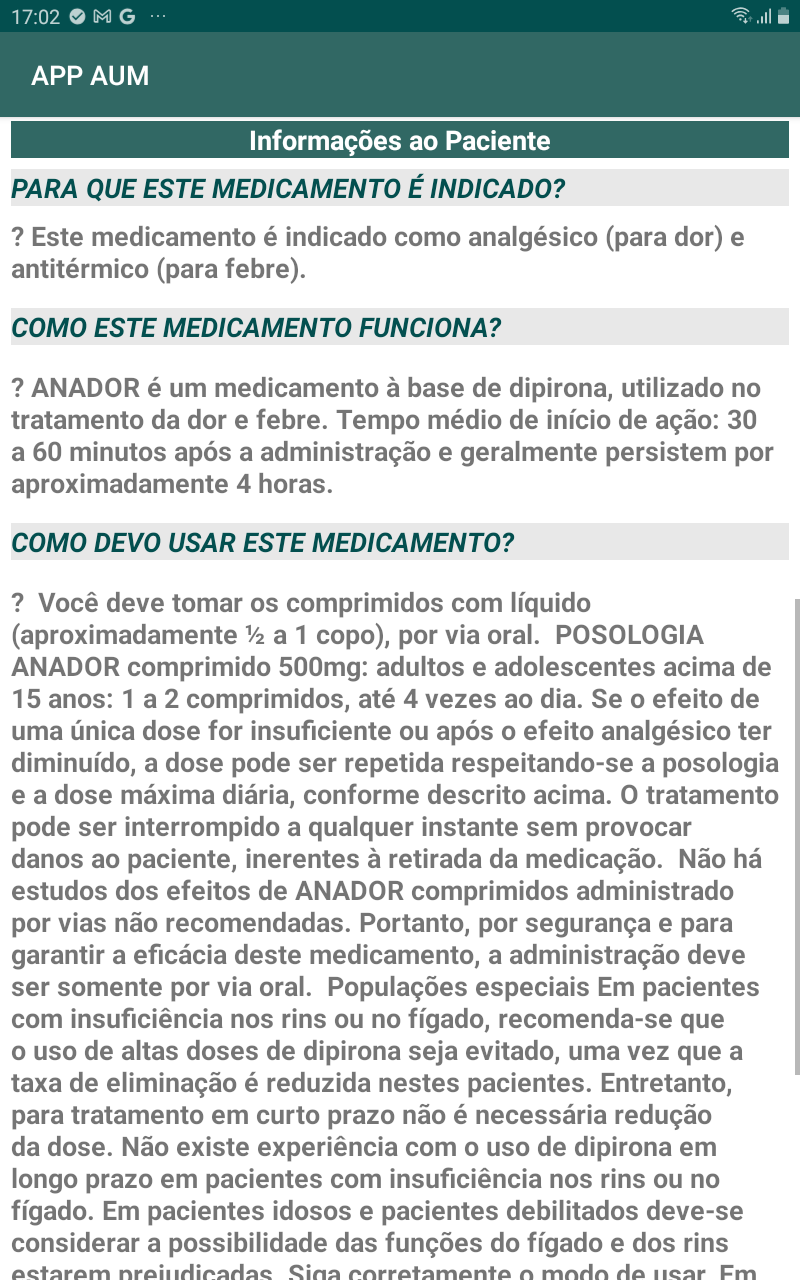 17:02
APP AUM
Informações ao Paciente
PARA QUE ESTE MEDICAMENTO É INDICADO?
? Este medicamento é indicado como analgésico (para dor) e
antitérmico (para febre).
COMO ESTE MEDICAMENTO FUNCIONA?
? ANADOR é um medicamento à base de dipirona, utilizado no
tratamento da dor e febre. Tempo médio de início de ação: 30
a 60 minutos após a administração e geralmente persistem por
aproximadamente 4 horas.
COMO DEVO USAR ESTE MEDICAMENTO?
?  Você deve tomar os comprimidos com líquido
(aproximadamente ½ a 1 copo), por via oral.  POSOLOGIA
ANADOR comprimido 500mg: adultos e adolescentes acima de
15 anos: 1 a 2 comprimidos, até 4 vezes ao dia. Se o efeito de
uma única dose for insuficiente ou após o efeito analgésico ter
diminuído, a dose pode ser repetida respeitando-se a posologia
e a dose máxima diária, conforme descrito acima. O tratamento
pode ser interrompido a qualquer instante sem provocar
danos ao paciente, inerentes à retirada da medicação.  Não há
estudos dos efeitos de ANADOR comprimidos administrado
por vias não recomendadas. Portanto, por segurança e para
garantir a eficácia deste medicamento, a administração deve
ser somente por via oral.  Populações especiais Em pacientes
com insuficiência nos rins ou no fígado, recomenda-se que
o uso de altas doses de dipirona seja evitado, uma vez que a
taxa de eliminação é reduzida nestes pacientes. Entretanto,
para tratamento em curto prazo não é necessária redução
da dose. Não existe experiência com o uso de dipirona em
longo prazo em pacientes com insuficiência nos rins ou no
fígado. Em pacientes idosos e pacientes debilitados deve-se
considerar a possibilidade das funções do fígado e dos rins
estarem prejudicadas. Siga corretamente o modo de usar. Em